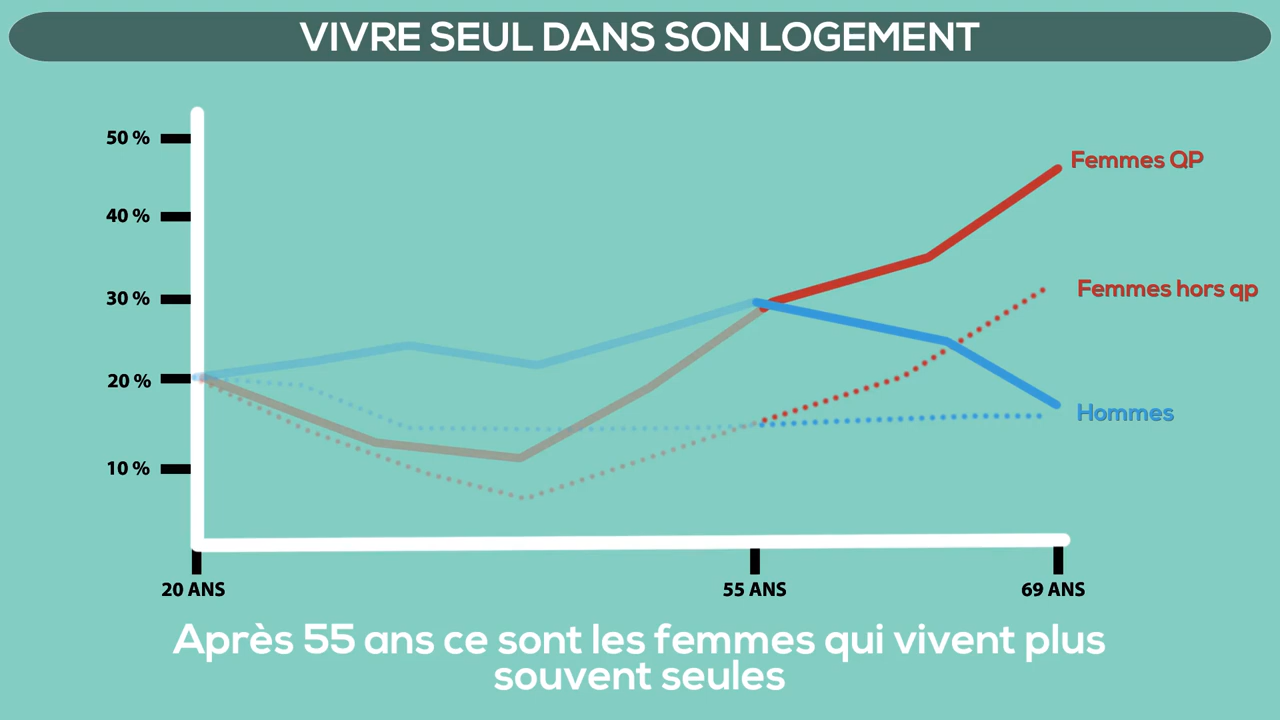 VIVRE SEUL DANS SON LOGEMENT
50 %
40 %
30 %
20 %
10 %
Femmes QP
Femmes hors qp
Hommes
20 ANS
55 ANS
69 ANS
Après 55 ans ce sont les femmes qui vivent plus
souvent seules